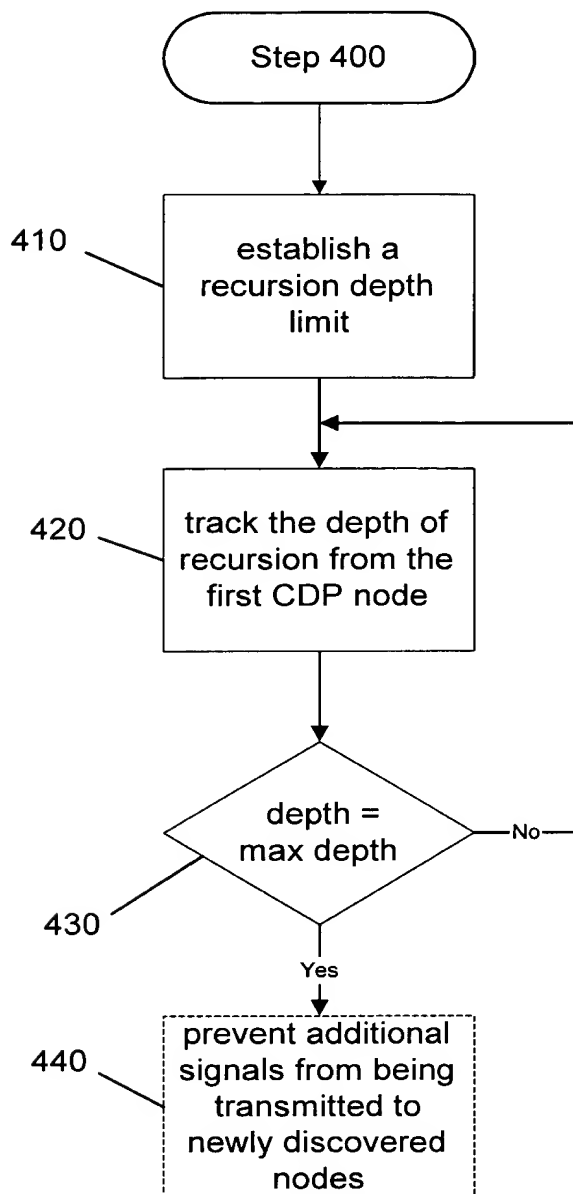 Step 400
410
establish a
recursion depth
limit
420
track the depth of
recursion from the
first CDP node
depth =
max depth
No
430
Yes
440
prevent additional
signals from being
transmitted to
newly discovered
nodes